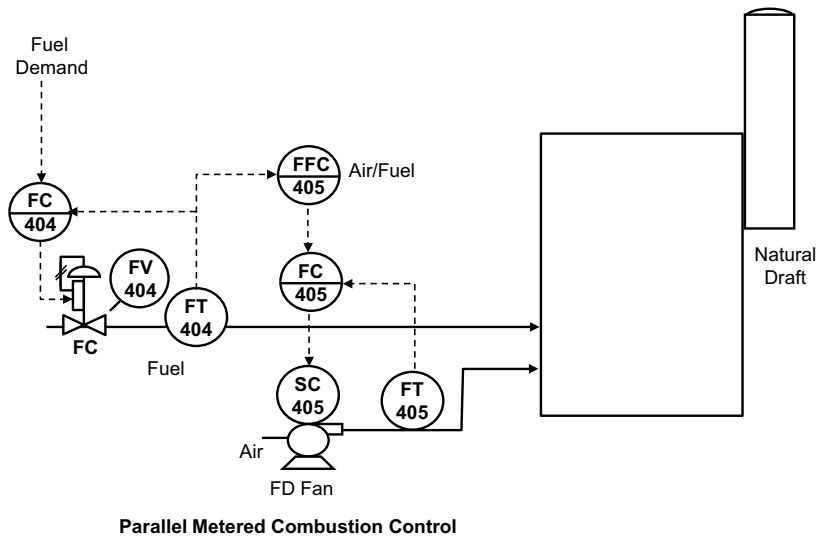 Fuel
Demand
FFC
405
Air/Fuel
FC
404
FC
405
FV
404
FT
404
Natural
Draft
FC
Fuel
SC
405
FT
405
Air
FD Fan
Parallel Metered Combustion Control